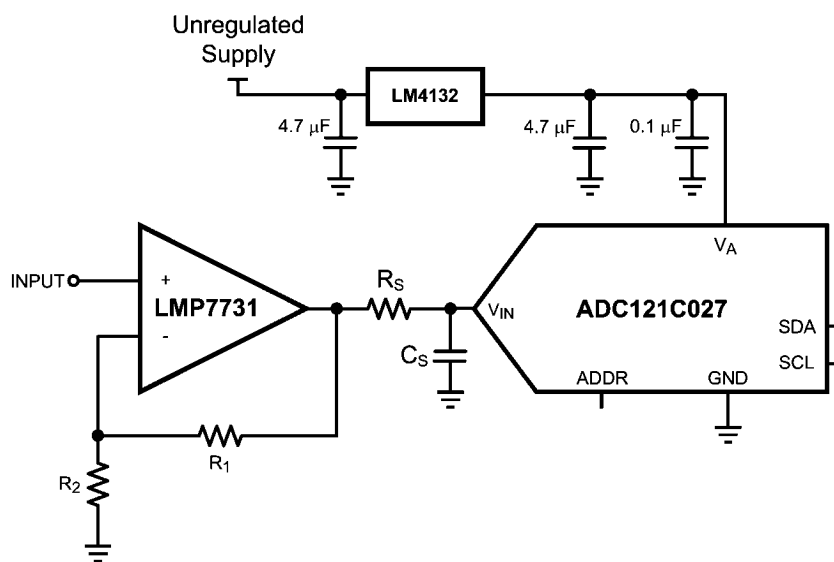 Unregulated
Supply
LM4132
4.7 µF
4.7 µF
0.1 µF
VA
INPUT
+
LMP7731
-
RS
VIN
ADC121C027
SDA
CS
SCL
ADDR
GND
R1
R2